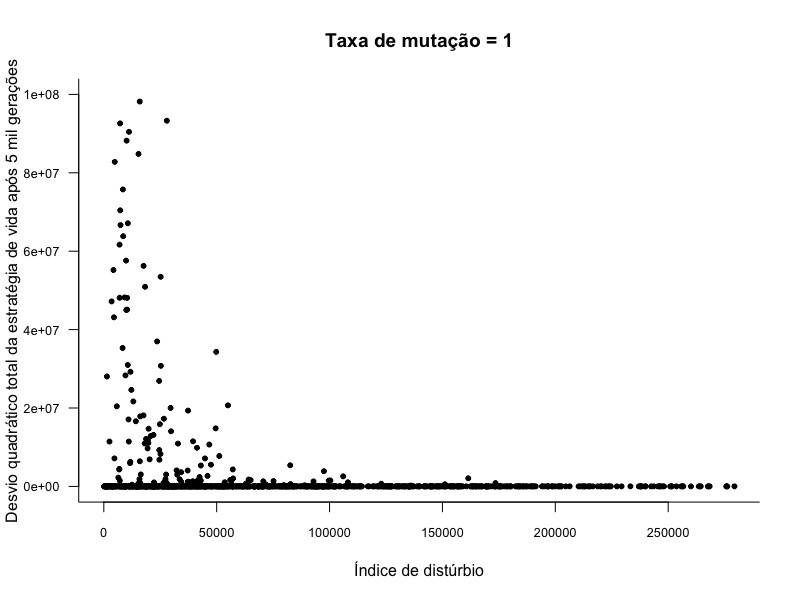 Taxa de mutação = 1
Desvio quadrático total da estratégia de vida após 5 mil gerações
1e+08
8e+07
6e+07
4e+07
2e+07
0e+00
0 50000 100000 150000 200000 250000
Índice de distúrbio